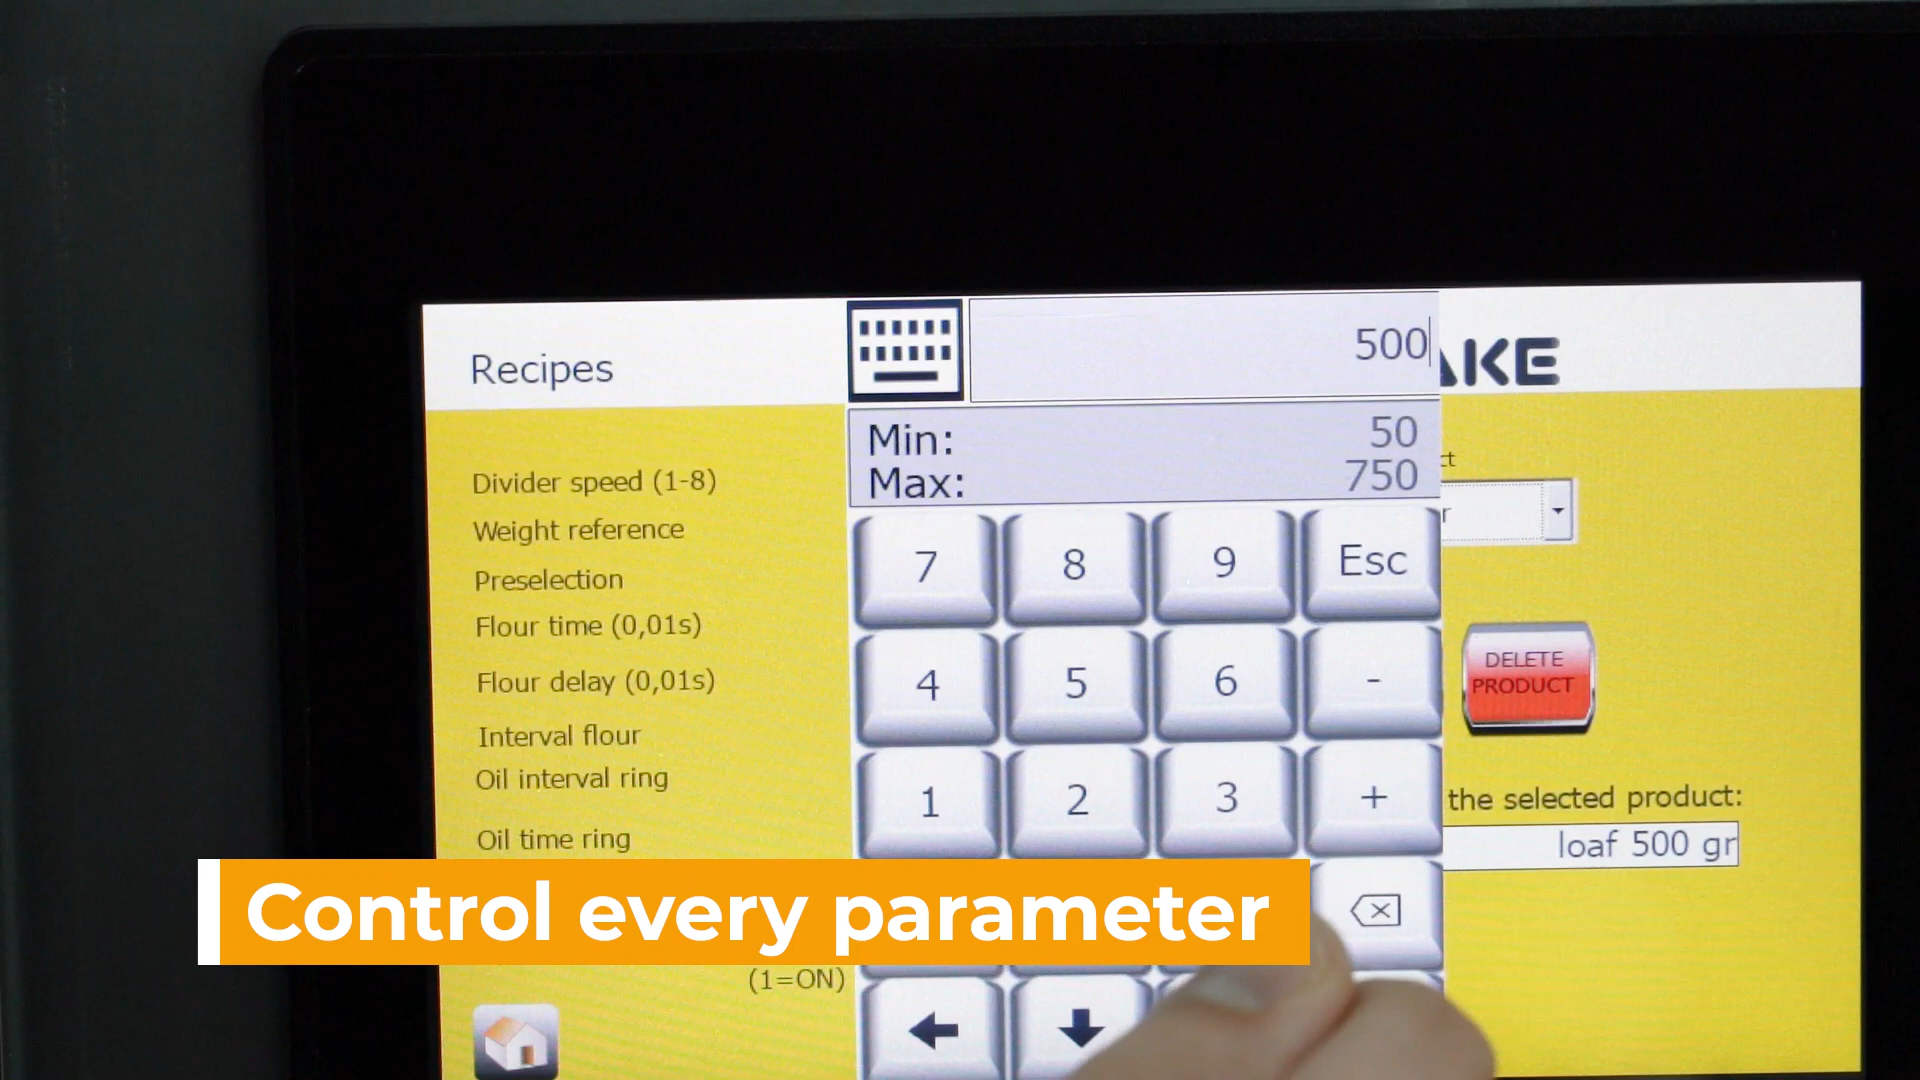 Recipes
500
AKE
Min: 50
Max: 750
ct
r
Divider speed (1-8)
Weight reference
Preselection
Flour time (0,01s)
Flour delay (0,01s)
Interval flour
Oil interval ring
Oil time ring
(1=ON)
7 8 9 Esc
4 5 6 -
1 2 3 +
DELETE
PRODUCT
the selected product:
loaf 500 gr
Control every parameter